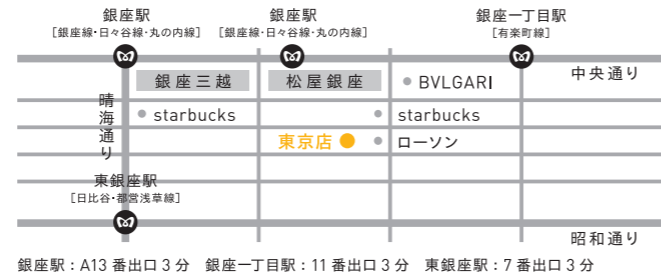 銀座駅
[銀座線・日々谷線・丸の内線]
銀座駅
[銀座線・日々谷線・丸の内線]
銀座一丁目駅
[有楽町線]
中央通り
銀座三越
松屋銀座
BVLGARI
晴海通り
starbucks
starbucks
東京店
ローソン
東銀座駅
[日比谷・都営浅草線]
昭和通り
銀座駅：A13 番出口 3 分 銀座一丁目駅：11 番出口 3 分 東銀座駅：7 番出口 3 分